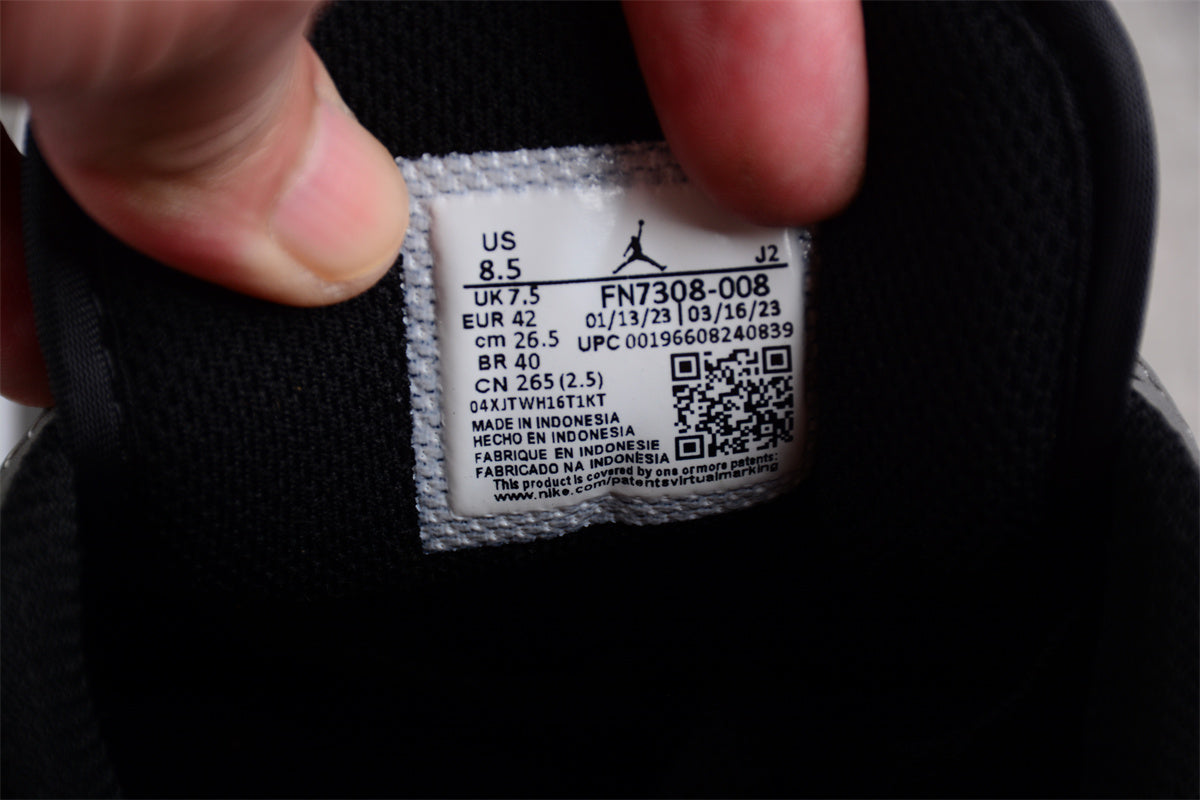 US
8.5
J2
UK 7.5
FN7308-008
EUR 42
01/13/23 | 03/16/23
cm 26.5
UPC 00196608240839
BR 40
CN 265 (2.5)
04XJTWH16T1KT
MADE IN INDONESIA
HECHO EN INDONESIA
FABRIQUE EN INDONESIE
FABRICADO NA INDONÈSIA
This product is covered by one or more patents:
www.nike.com/patentsvirtualmarking